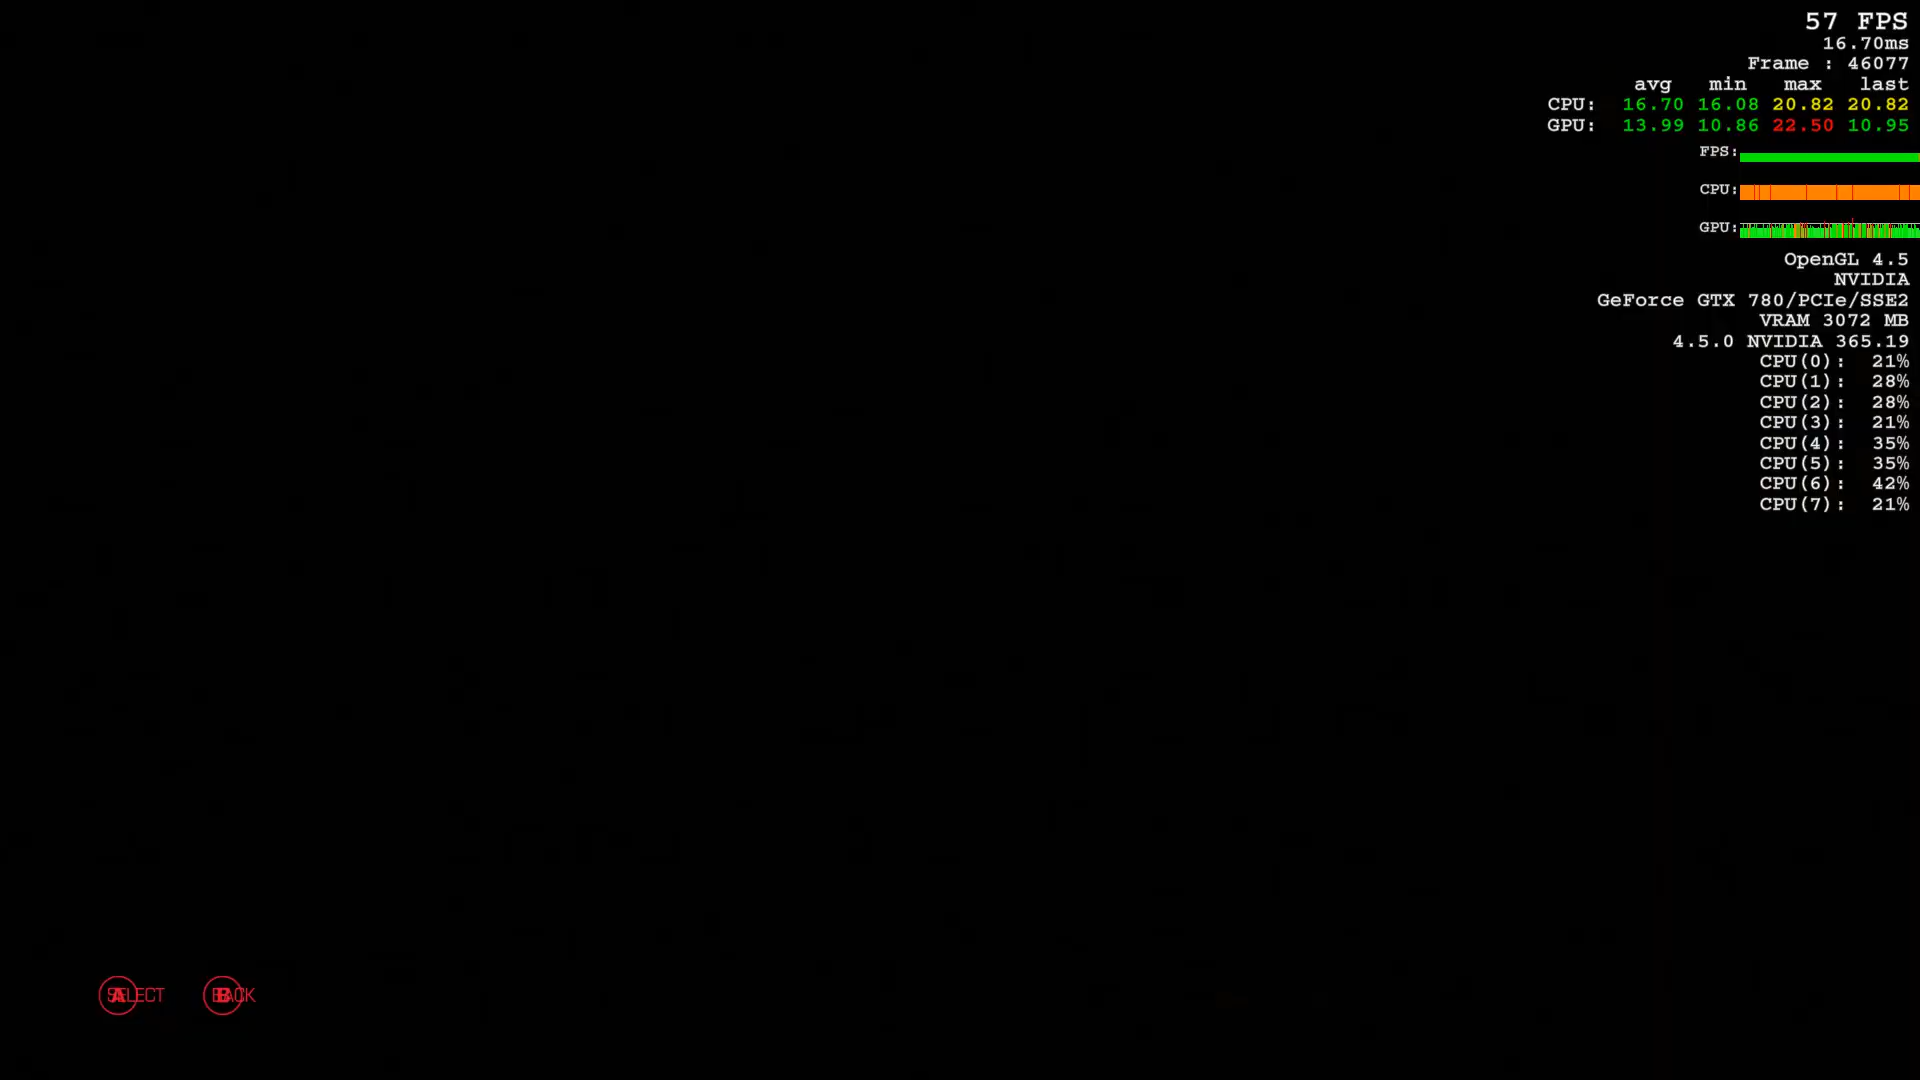 57 FPS
16.70ms
Frame : 46077
avg min max last
CPU: 16.70 16.08 20.82 20.82
GPU: 13.99 10.86 22.50 10.95
FPS:
CPU:
GPU:
OpenGL 4.5
NVIDIA
GeForce GTX 780/PCIe/SSE2
VRAM 3072 MB
4.5.0 NVIDIA 365.19
CPU(0): 21%
CPU(1): 28%
CPU(2): 28%
CPU(3): 21%
CPU(4): 35%
CPU(5): 35%
CPU(6): 42%
CPU(7): 21%
A SELECT B BACK